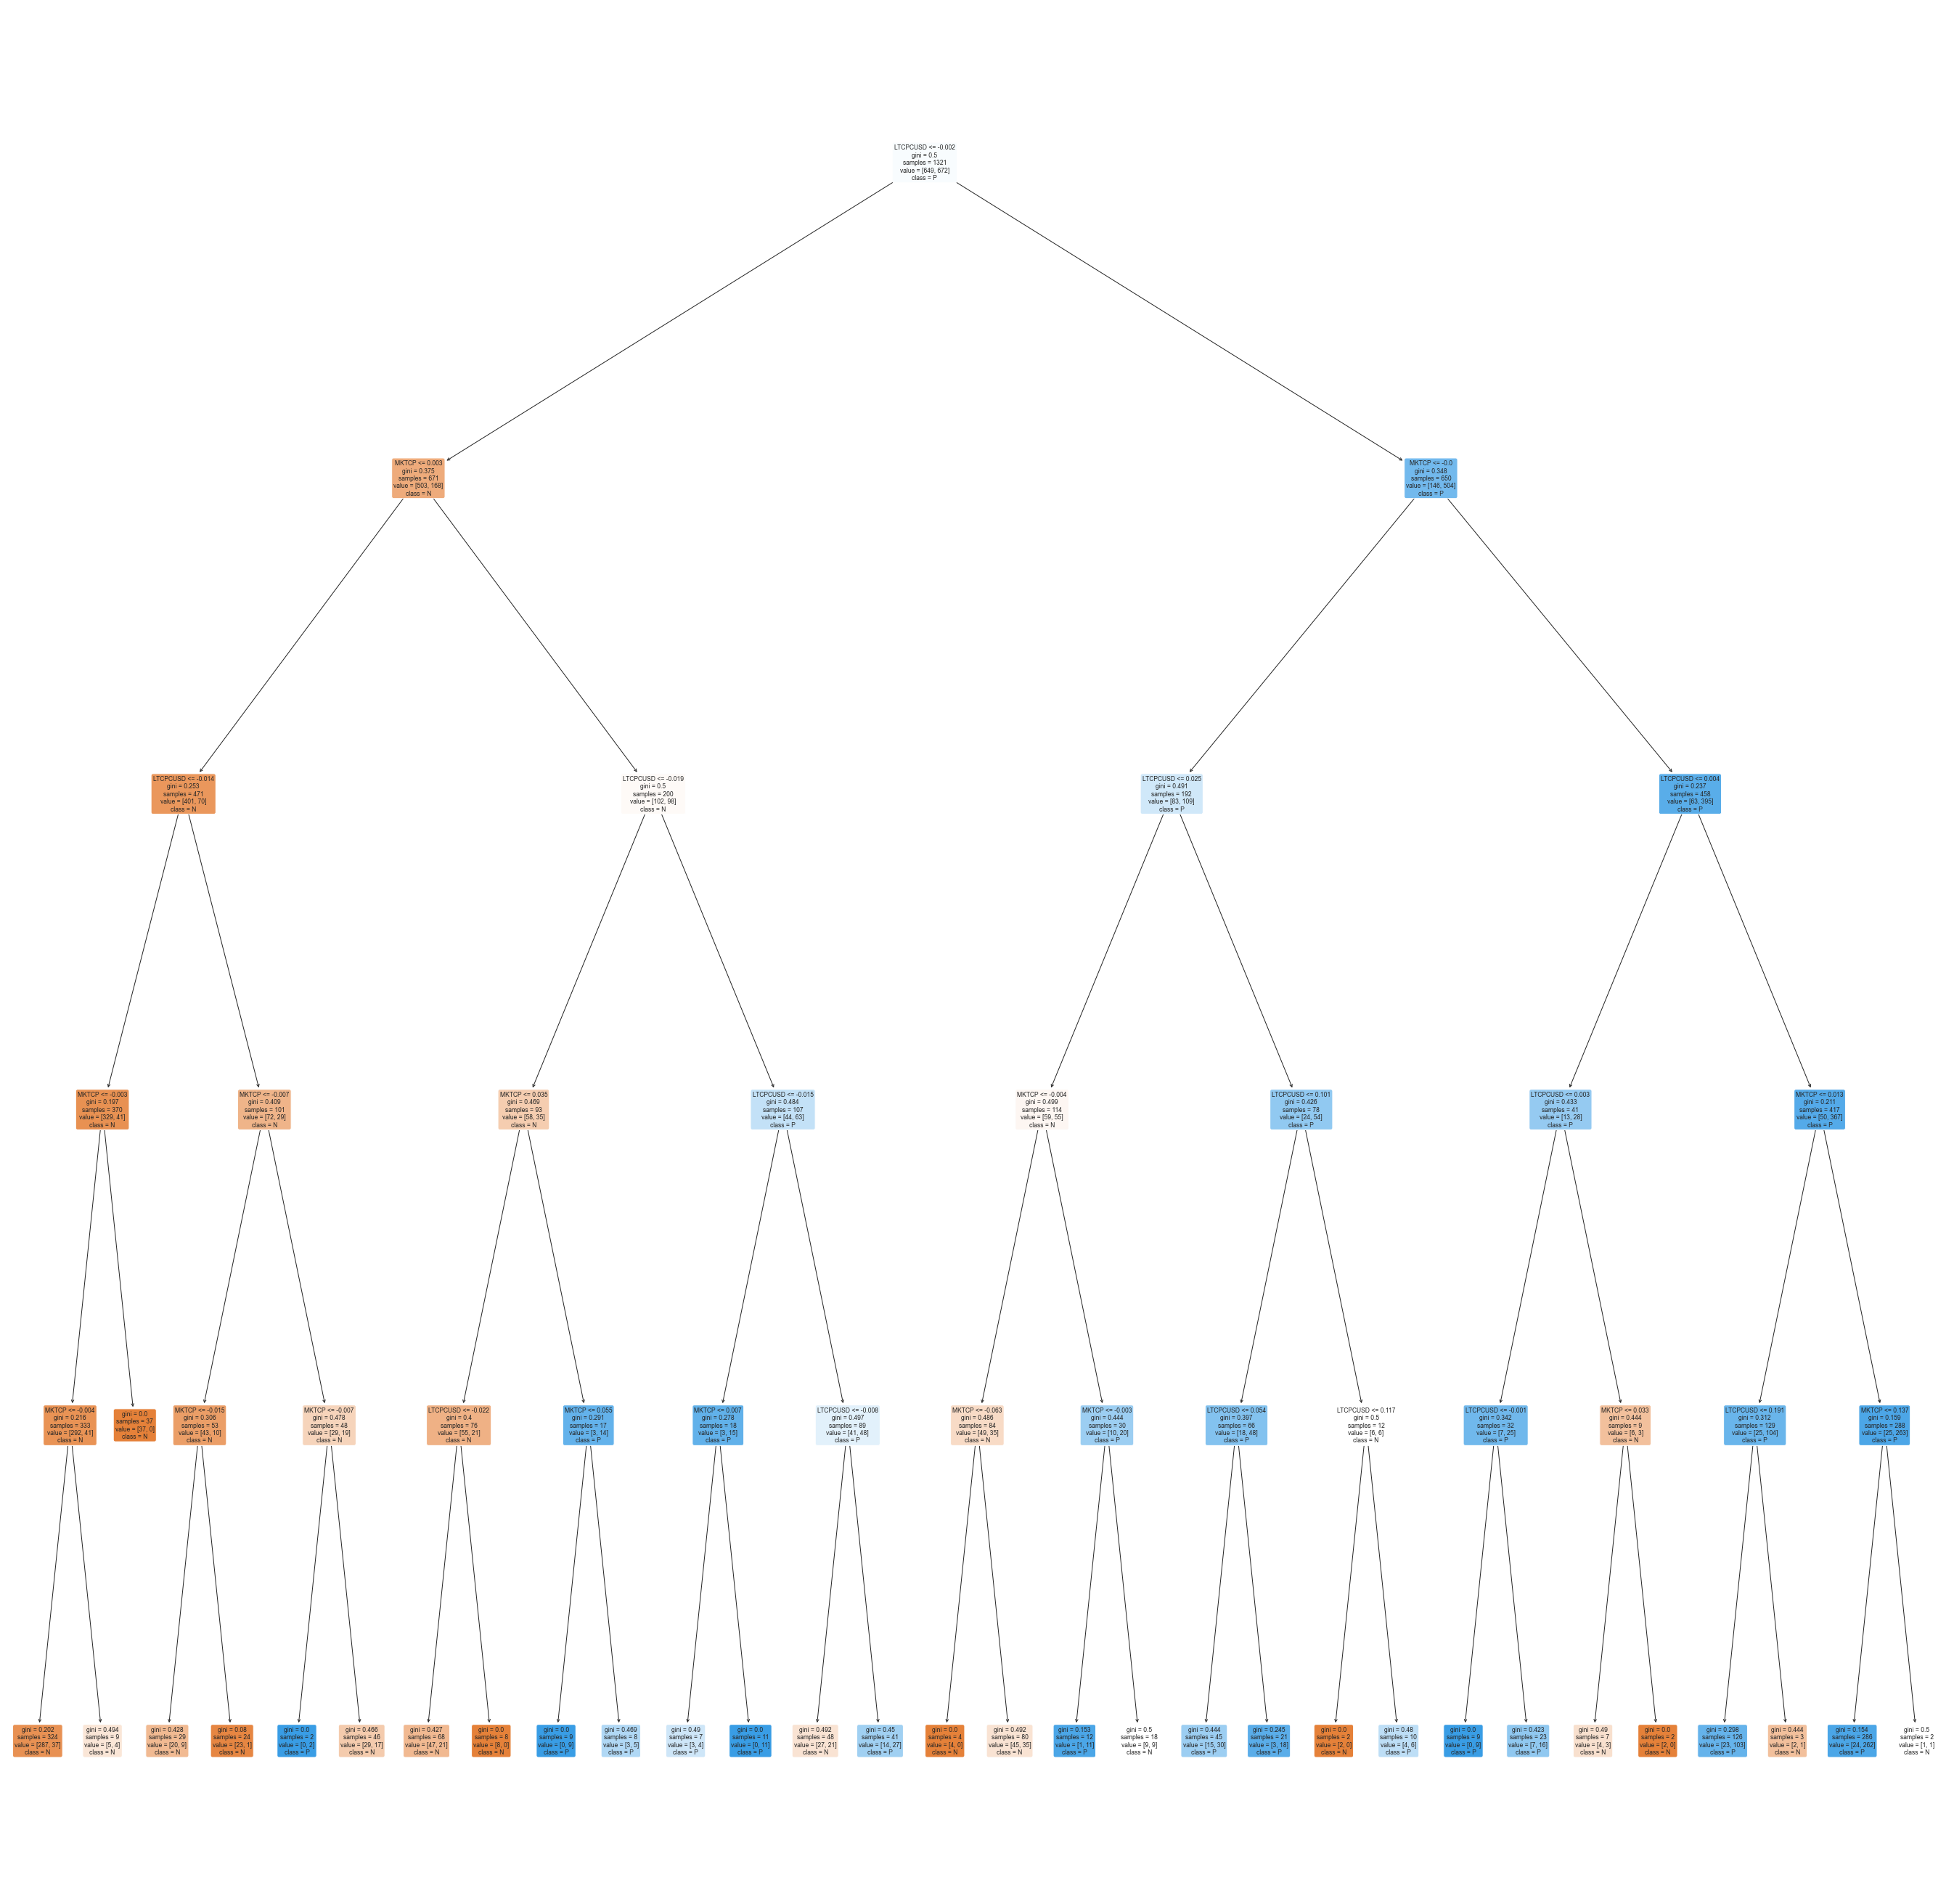 LTCPCUSD <= -0.002
gini = 0.5
samples = 1321
value = [649, 672]
class = P
MKTCP <= 0.003
gini = 0.375
samples = 671
value = [503, 168]
class = N
MKTCP <= -0.0
gini = 0.348
samples = 650
value = [146, 504]
class = P
LTCPCUSD <= -0.014
gini = 0.253
samples = 471
value = [401, 70]
class = N
LTCPCUSD <= -0.019
gini = 0.5
samples = 200
value = [102, 98]
class = N
LTCPCUSD <= 0.025
gini = 0.491
samples = 192
value = [83, 109]
class = P
LTCPCUSD <= 0.004
gini = 0.237
samples = 458
value = [63, 395]
class = P
MKTCP <= -0.003
gini = 0.197
samples = 370
value = [329, 41]
class = N
MKTCP <= -0.007
gini = 0.409
samples = 101
value = [72, 29]
class = N
MKTCP <= 0.035
gini = 0.469
samples = 93
value = [58, 35]
class = N
LTCPCUSD <= -0.015
gini = 0.484
samples = 107
value = [44, 63]
class = P
MKTCP <= -0.004
gini = 0.499
samples = 114
value = [59, 55]
class = N
LTCPCUSD <= 0.101
gini = 0.426
samples = 78
value = [24, 54]
class = P
LTCPCUSD <= 0.003
gini = 0.433
samples = 41
value = [13, 28]
class = P
MKTCP <= 0.013
gini = 0.211
samples = 417
value = [50, 367]
class = P
MKTCP <= -0.004
gini = 0.216
samples = 333
value = [292, 41]
class = N
gini = 0.0
samples = 37
value = [37, 0]
class = N
MKTCP <= -0.015
gini = 0.306
samples = 53
value = [43, 10]
class = N
MKTCP <= -0.007
gini = 0.478
samples = 48
value = [29, 19]
class = N
LTCPCUSD <= -0.022
gini = 0.4
samples = 76
value = [55, 21]
class = N
MKTCP <= 0.055
gini = 0.291
samples = 17
value = [3, 14]
class = P
MKTCP <= 0.007
gini = 0.278
samples = 18
value = [3, 15]
class = P
LTCPCUSD <= -0.008
gini = 0.497
samples = 89
value = [41, 48]
class = P
MKTCP <= -0.063
gini = 0.486
samples = 84
value = [49, 35]
class = N
MKTCP <= -0.003
gini = 0.444
samples = 30
value = [10, 20]
class = P
LTCPCUSD <= 0.054
gini = 0.397
samples = 66
value = [18, 48]
class = P
LTCPCUSD <= 0.117
gini = 0.5
samples = 12
value = [6, 6]
class = N
LTCPCUSD <= -0.001
gini = 0.342
samples = 32
value = [7, 25]
class = P
MKTCP <= 0.033
gini = 0.444
samples = 9
value = [6, 3]
class = N
LTCPCUSD <= 0.191
gini = 0.312
samples = 129
value = [25, 104]
class = P
MKTCP <= 0.137
gini = 0.159
samples = 288
value = [25, 263]
class = P
gini = 0.202
samples = 324
value = [287, 37]
class = N
gini = 0.494
samples = 9
value = [5, 4]
class = N
gini = 0.428
samples = 29
value = [20, 9]
class = N
gini = 0.08
samples = 24
value = [23, 1]
class = N
gini = 0.0
samples = 2
value = [0, 2]
class = P
gini = 0.466
samples = 46
value = [29, 17]
class = N
gini = 0.427
samples = 68
value = [47, 21]
class = N
gini = 0.0
samples = 8
value = [8, 0]
class = N
gini = 0.0
samples = 9
value = [0, 9]
class = P
gini = 0.469
samples = 8
value = [3, 5]
class = P
gini = 0.49
samples = 7
value = [3, 4]
class = P
gini = 0.0
samples = 11
value = [0, 11]
class = P
gini = 0.492
samples = 48
value = [27, 21]
class = N
gini = 0.45
samples = 41
value = [14, 27]
class = P
gini = 0.0
samples = 4
value = [4, 0]
class = N
gini = 0.492
samples = 80
value = [45, 35]
class = N
gini = 0.153
samples = 12
value = [1, 11]
class = P
gini = 0.5
samples = 18
value = [9, 9]
class = N
gini = 0.444
samples = 45
value = [15, 30]
class = P
gini = 0.245
samples = 21
value = [3, 18]
class = P
gini = 0.0
samples = 2
value = [2, 0]
class = N
gini = 0.48
samples = 10
value = [4, 6]
class = P
gini = 0.0
samples = 9
value = [0, 9]
class = P
gini = 0.423
samples = 23
value = [7, 16]
class = P
gini = 0.49
samples = 7
value = [4, 3]
class = N
gini = 0.0
samples = 2
value = [2, 0]
class = N
gini = 0.298
samples = 126
value = [23, 103]
class = P
gini = 0.444
samples = 3
value = [2, 1]
class = N
gini = 0.154
samples = 286
value = [24, 262]
class = P
gini = 0.5
samples = 2
value = [1, 1]
class = N